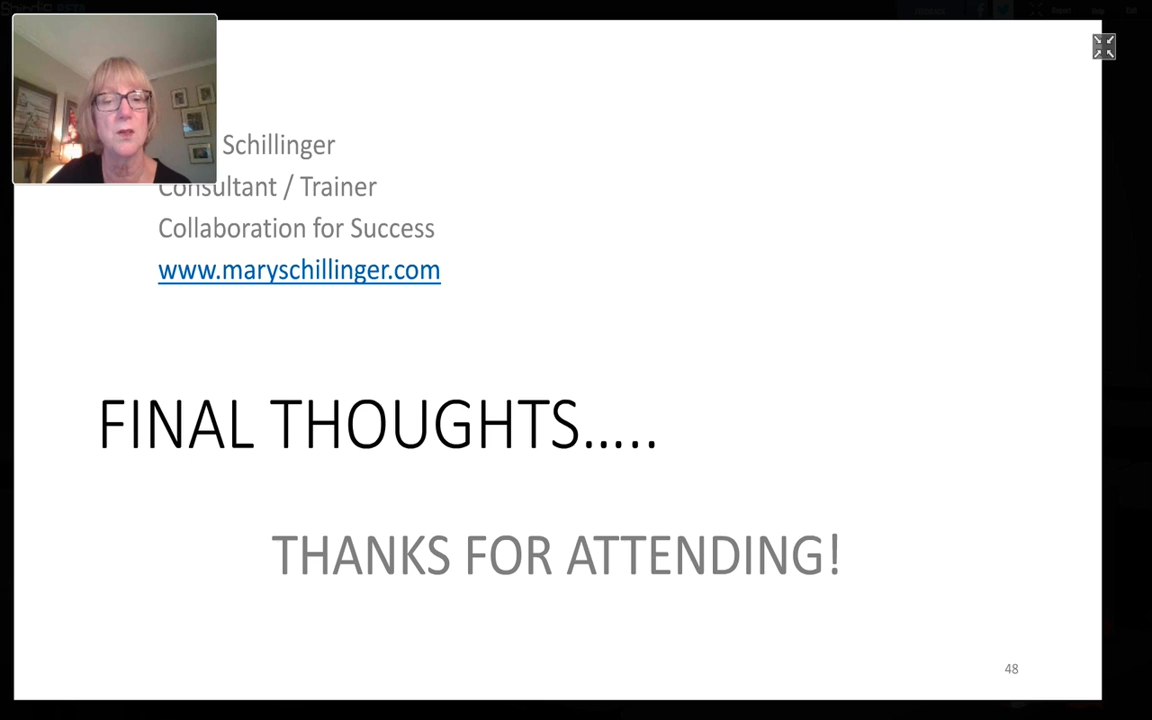 Schillinger
Consultant / Trainer
Collaboration for Success
www.maryschillinger.com
FINAL THOUGHTS.....
THANKS FOR ATTENDING!
48